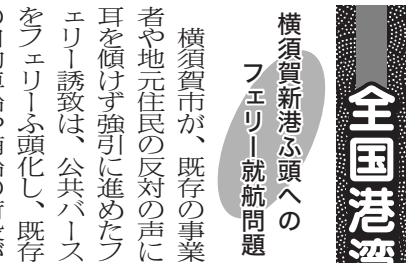 全国港湾
横須賀新港ふ頭への
フェリー就航問題
横須賀市が、既存の事業
者や地元住民の反対の声に
耳を傾けず強引に進めたフ
ェリー誘致は、公共バース
をフェリーふ頭化し、既存